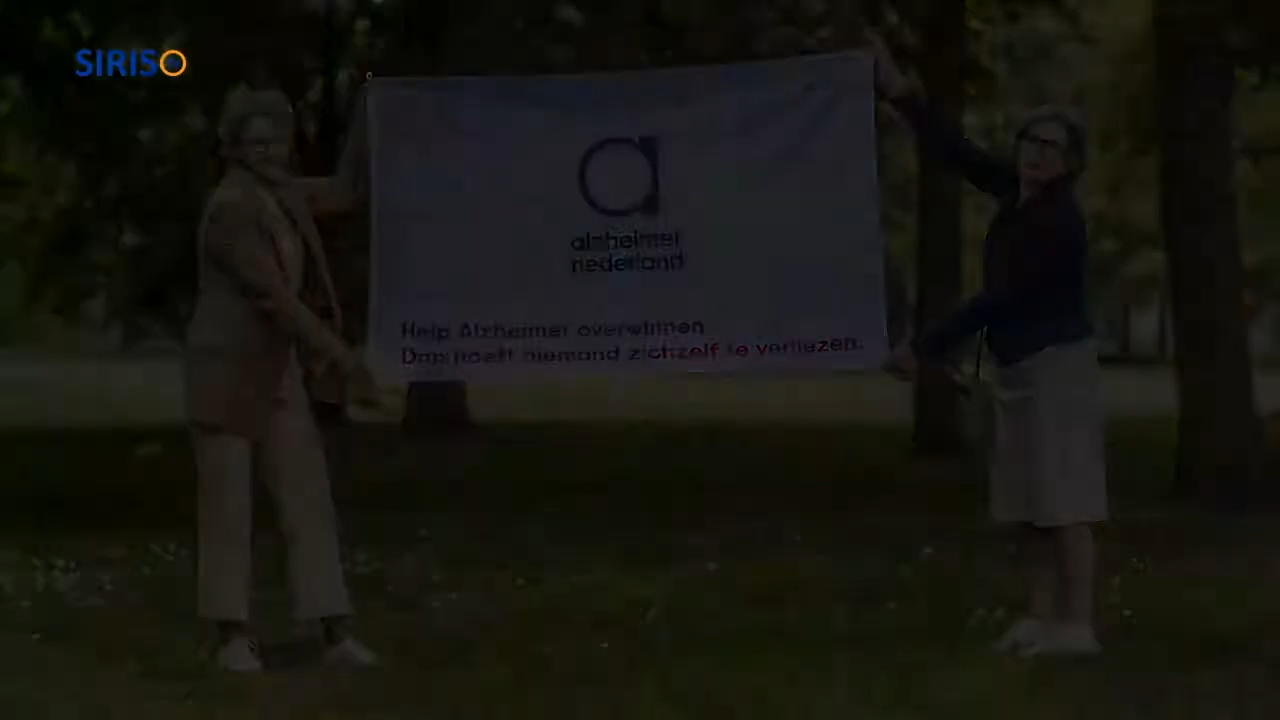 SIRISO
alzheimer
nederland
Help Alzheimer overwinnen
Dan hoeft niemand zichzelf te verliezen.